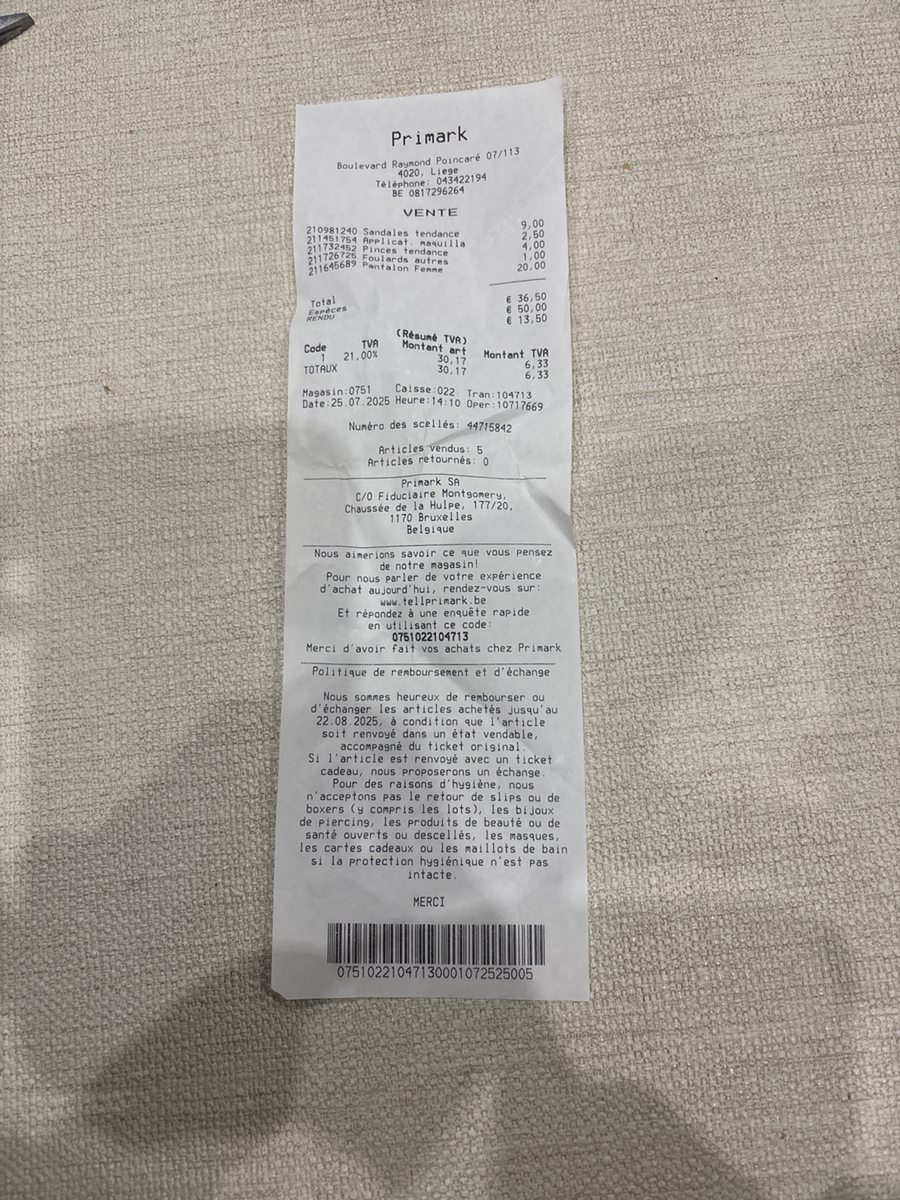 Primark
Boulevard Raymond Poincaré 07/113
4020, Liege
Téléphone: 043422194
BE 0817296264
VENTE
210981240 Sandales tendance 9,00
211451754 Applicat. maquilla 2,50
211732452 Pinces tendance 4,00
211726725 Foulards autres 1,00
211645689 Pantalon Femme 20,00
Total € 36,50
Espèces € 50,00
RENDU € 13,50
(Résumé TVA)
Code TVA Montant art Montant TVA
1 21,00% 30,17 6,33
TOTAUX 30,17 6,33
Magasin:0751 Caisse:022 Tran:104713
Date:25.07.2025 Heure:14:10 Oper:10717669
Numéro des scellés: 44715842
Articles vendus: 5
Articles retournés: 0
Primark SA
C/O Fiduciaire Montgomery,
Chaussée de la Hulpe, 177/20,
1170 Bruxelles
Belgique
Nous aimerions savoir ce que vous pensez
de notre magasin!
Pour nous parler de votre expérience
d'achat aujourd'hui, rendez-vous sur:
www.tellprimark.be
Et répondez à une enquête rapide
en utilisant ce code:
0751022104713
Merci d'avoir fait vos achats chez Primark
Politique de remboursement et d'échange
Nous sommes heureux de rembourser ou
d'échanger les articles achetés jusqu'au
22.08.2025, à condition que l'article
soit renvoyé dans un état vendable,
accompagné du ticket original.
Si l'article est renvoyé avec un ticket
cadeau, nous proposerons un échange.
Pour des raisons d'hygiène, nous
n'acceptons pas le retour de slips ou de
boxers (y compris les lots), les bijoux
de piercing, les produits de beauté ou de
santé ouverts ou descellés, les masques,
les cartes cadeaux ou les maillots de bain
si la protection hygiénique n'est pas
intacte.
MERCI
07510221047130001072525005